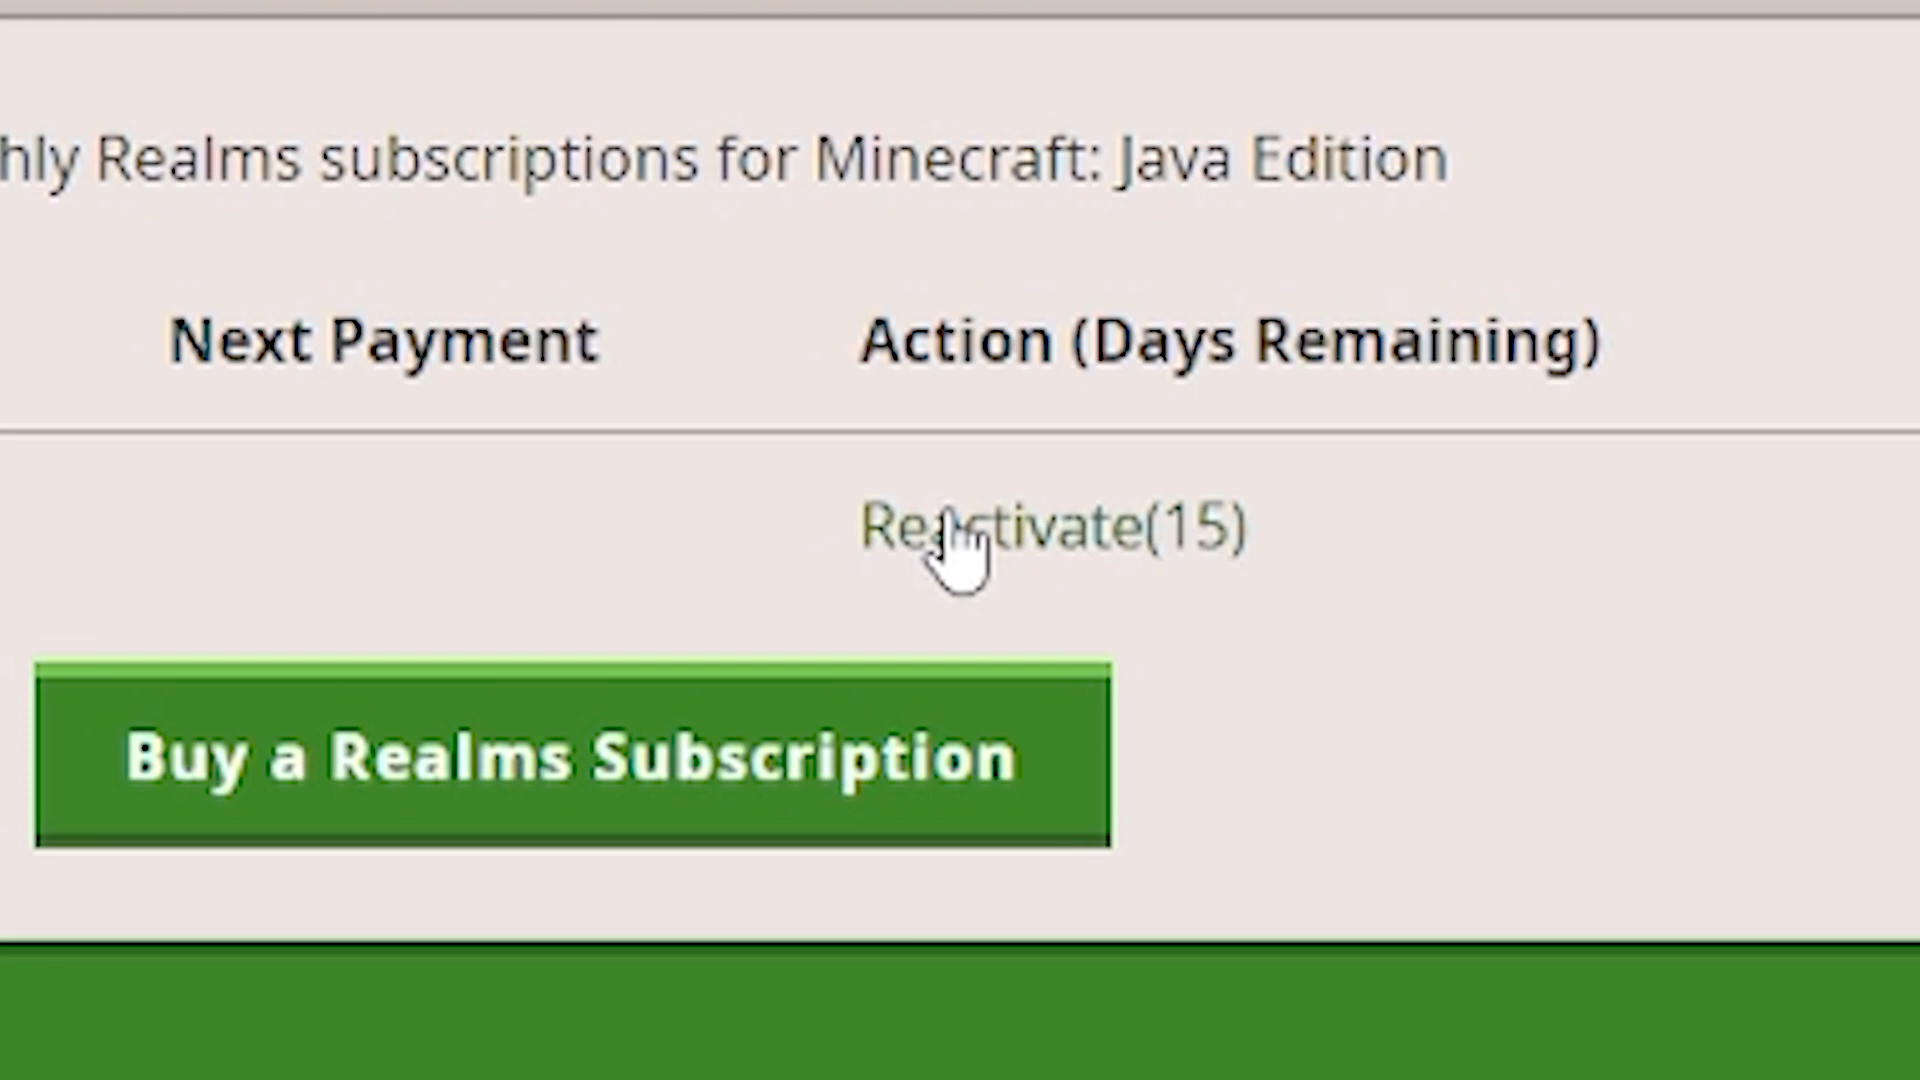 hly Realms subscriptions for Minecraft: Java Edition
Next Payment Action (Days Remaining)
Reactivate(15)
Buy a Realms Subscription